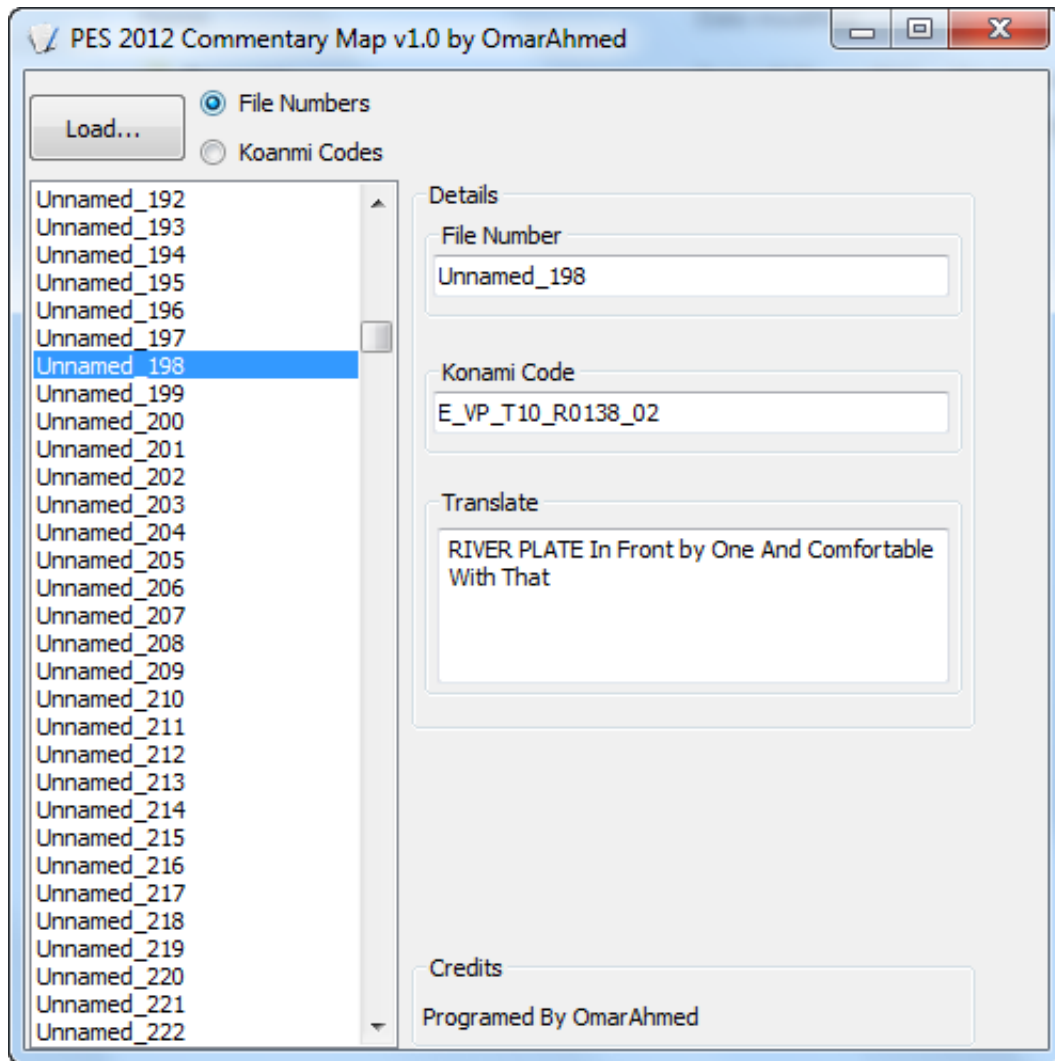 PES 2012 Commentary Map v1.0 by OmarAhmed
Load...
File Numbers
Koanmi Codes
Unnamed_192
Unnamed_193
Unnamed_194
Unnamed_195
Unnamed_196
Unnamed_197
Unnamed_198
Unnamed_199
Unnamed_200
Unnamed_201
Unnamed_202
Unnamed_203
Unnamed_204
Unnamed_205
Unnamed_206
Unnamed_207
Unnamed_208
Unnamed_209
Unnamed_210
Unnamed_211
Unnamed_212
Unnamed_213
Unnamed_214
Unnamed_215
Unnamed_216
Unnamed_217
Unnamed_218
Unnamed_219
Unnamed_220
Unnamed_221
Unnamed_222
Details
File Number
Unnamed_198
Konami Code
E_VP_T10_R0138_02
Translate
RIVER PLATE In Front by One And Comfortable
With That
Credits
Programed By OmarAhmed